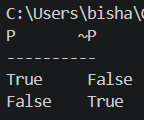 C:\Users\bisha\
P ~P
----------
True False
False True